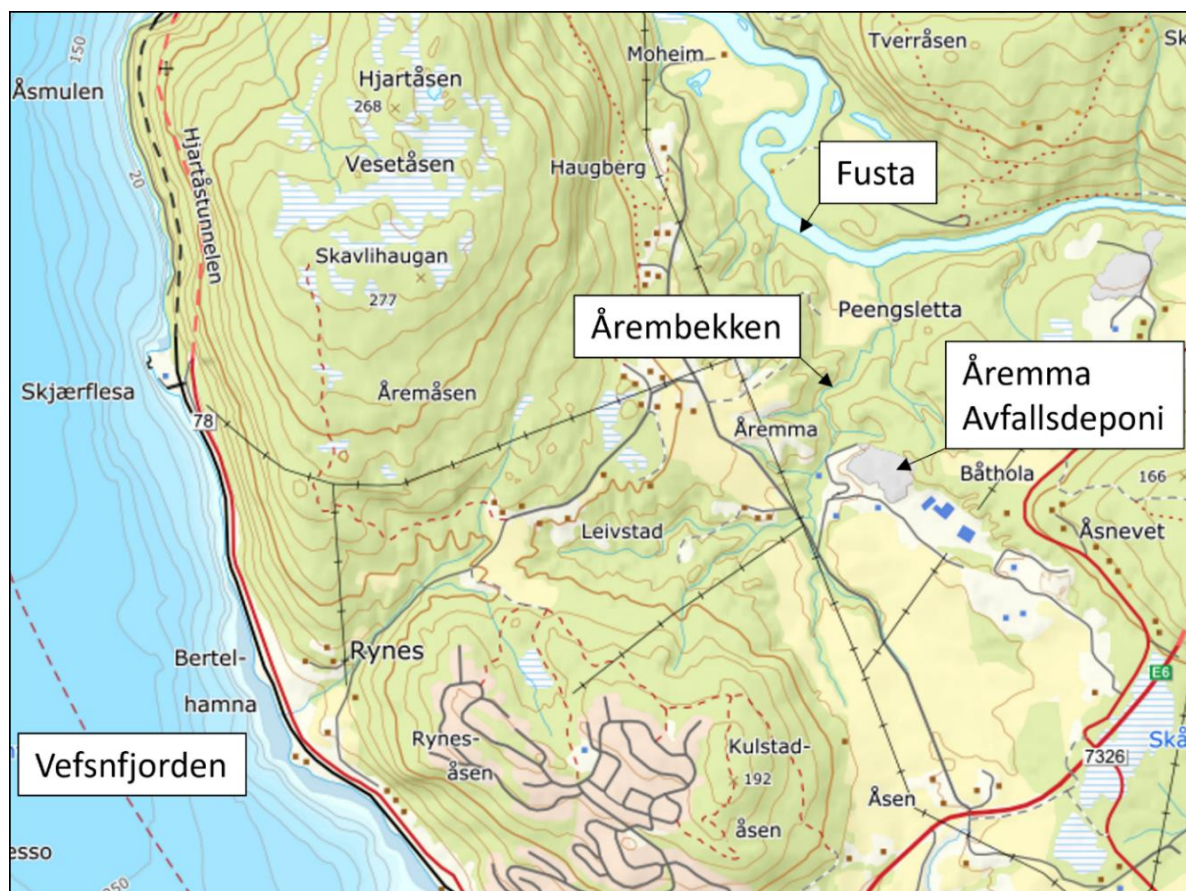 150
Åsmulen
20
Hjartåstunnelen
Hjartåsen
268
Vesetåsen
Skavlihaugan
277
Moheim
Tverråsen
Haugberg
Fusta
Peengsletta
Årembekken
Åremma
Avfallsdeponi
Skjærflesa
78
Åremåsen
Åremma
Båthola
166
Leivstad
Åsnevet
Rynes
Bertel-
hamna
E6
Rynes-
åsen
Kulstad-
192
åsen
Vefsnfjorden
7326
Åsen